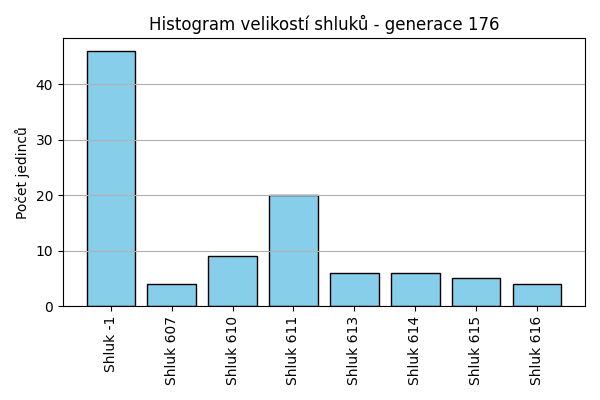 Histogram velikostí shluků - generace 176
Počet jedinců
40
30
20
10
0
Shluk -1
Shluk 607
Shluk 610
Shluk 611
Shluk 613
Shluk 614
Shluk 615
Shluk 616